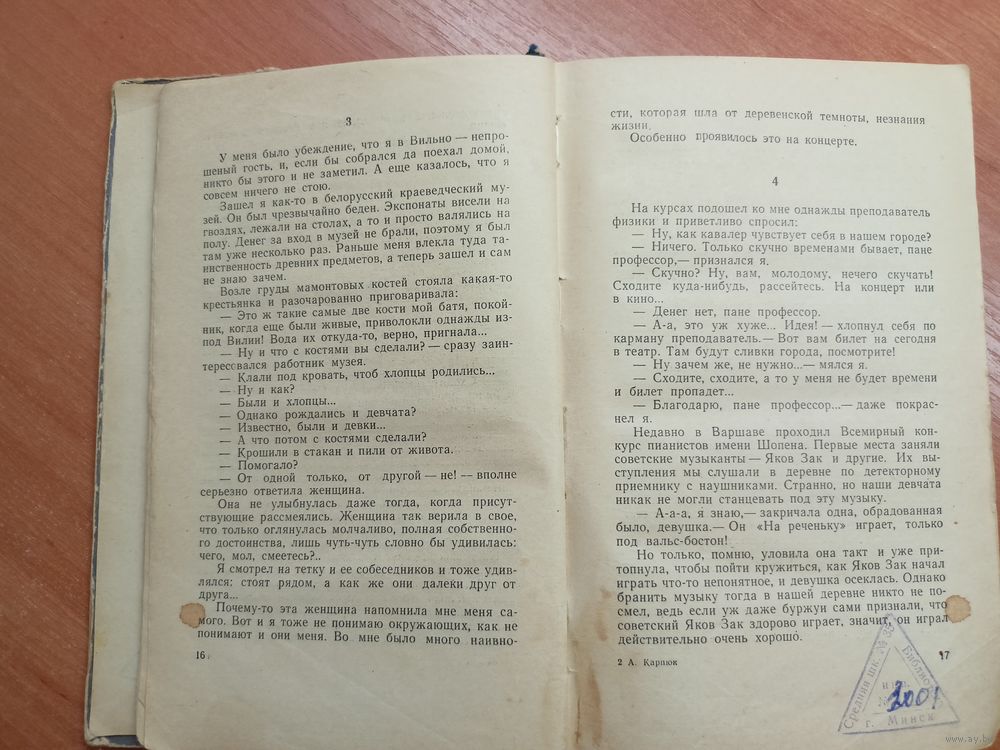 3
У меня было убеждение, что я в Вильно — непро-
шеный гость, и, если бы собрался да поехал домой,
никто бы этого и не заметил. А еще казалось, что я
совсем ничего не стою.
Зашел я как-то в белорусский краеведческий му-
зей. Он был чрезвычайно беден. Экспонаты висели на
гвоздях, лежали на столах, а то и просто валялись на
полу. Денег за вход в музей не брали, поэтому я был
там уже несколько раз. Раньше меня влекла туда та-
инственность древних предметов, а теперь зашел и сам
не знаю зачем.
Возле груды мамонтовых костей стояла какая-то
крестьянка и разочарованно приговаривала:
— Это ж такие самые две кости мой батя, покой-
ник, когда еще были живые, приволокли однажды из-
под Вилии! Вода их откуда-то, верно, пригнала...
— Ну и что с костями вы сделали? — сразу заин-
тересовался работник музея.
— Клали под кровать, чтоб хлопцы родились...
— Ну и как?
— Были и хлопцы...
— Однако рождались и девчата?
— Известно, были и девки...
— А что потом с костями сделали?
— Крошили в стакан и пили от живота.
— Помогало?
— От одной только, от другой — не! — вполне
серьезно ответила женщина.
Она не улыбнулась даже тогда, когда присут-
ствующие рассмеялись. Женщина так верила в свое,
что только оглянулась молчаливо, полная собственно-
го достоинства, лишь чуть-чуть словно бы удивилась:
чего, мол, смеетесь?..
Я смотрел на тетку и ее собеседников и тоже удив-
лялся: стоят рядом, а как же они далеки друг от
друга...
Почему-то эта женщина напомнила мне меня са-
мого. Вот и я тоже не понимаю окружающих, как не
понимают и они меня. Во мне было много наивно-
16
сти, которая шла от деревенской темноты, незнания
жизни.
Особенно проявилось это на концерте.
4
На курсах подошел ко мне однажды преподаватель
физики и приветливо спросил:
— Ну, как кавалер чувствует себя в нашем городе?
— Ничего. Только скучно временами бывает, пане
профессор,— признался я.
— Скучно? Ну, вам, молодому, нечего скучать!
Сходите куда-нибудь, рассейтесь. На концерт или
в кино...
— Денег нет, пане профессор.
— А-а, это уж хуже... Идея! — хлопнул себя по
карману преподаватель.— Вот вам билет на сегодня
в театр. Там будут сливки города, посмотрите!
— Ну зачем же, не нужно...— мялся я.
— Сходите, сходите, а то у меня не будет времени
и билет пропадет...
— Благодарю, пане профессор...— даже покрас-
нел я.
Недавно в Варшаве проходил Всемирный кон-
курс пианистов имени Шопена. Первые места заняли
советские музыканты — Яков Зак и другие. Их вы-
ступления мы слушали в деревне по детекторному
приемнику с наушниками. Странно, но наши девчата
никак не могли станцевать под эту музыку.
— А-а-а, я знаю,— закричала одна, обрадованная
было, девушка.— Он «На реченьку» играет, только
под вальс-бостон!
Но только, помню, уловила она такт и уже при-
топнула, чтобы пойти кружиться, как Яков Зак начал
играть что-то непонятное, и девушка осеклась. Однако
бранить музыку тогда в нашей деревне никто не по-
смел, ведь если уж даже буржуи сами признали, что
советский Яков Зак здорово играет, значит, он играл
действительно очень хорошо.
2 А. Карпюк
17
Средняя шк. № 35
Библиотека
2001
г. Минск
www.ay.by